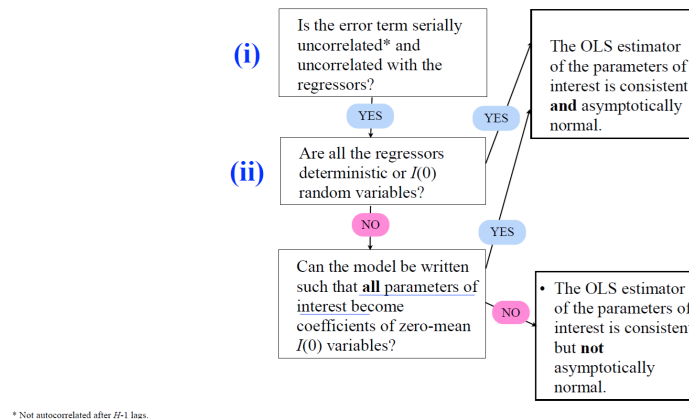 (i)
Is the error term serially
uncorrelated* and
uncorrelated with the
regressors?
YES
YES
The OLS estimator
of the parameters of
interest is consistent
and asymptotically
normal.
(ii)
Are all the regressors
deterministic or I(0)
random variables?
NO
YES
Can the model be written
such that all parameters of
interest become
coefficients of zero-mean
I(0) variables?
NO
• The OLS estimator
of the parameters of
interest is consistent
but not
asymptotically
normal.
* Not autocorrelated after H-1 lags.